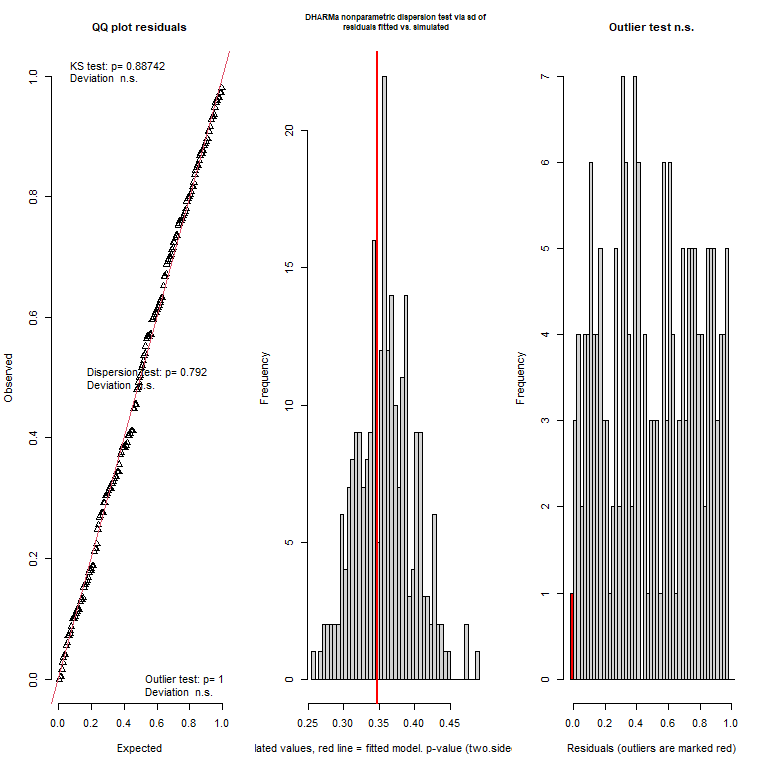 QQ plot residuals
KS test: p= 0.88742
Deviation n.s.
Dispersion test: p= 0.792
Deviation n.s.
Outlier test: p= 1
Deviation n.s.
Observed
0.0 0.2 0.4 0.6 0.8 1.0
0.0 0.2 0.4 0.6 0.8 1.0
Expected
DHARMa nonparametric dispersion test via sd of
residuals fitted vs. simulated
Frequency
0 5 10 15 20
0.25 0.30 0.35 0.40 0.45
lated values, red line = fitted model. p-value (two.side
Outlier test n.s.
Frequency
0 1 2 3 4 5 6 7
0.0 0.2 0.4 0.6 0.8 1.0
Residuals (outliers are marked red)